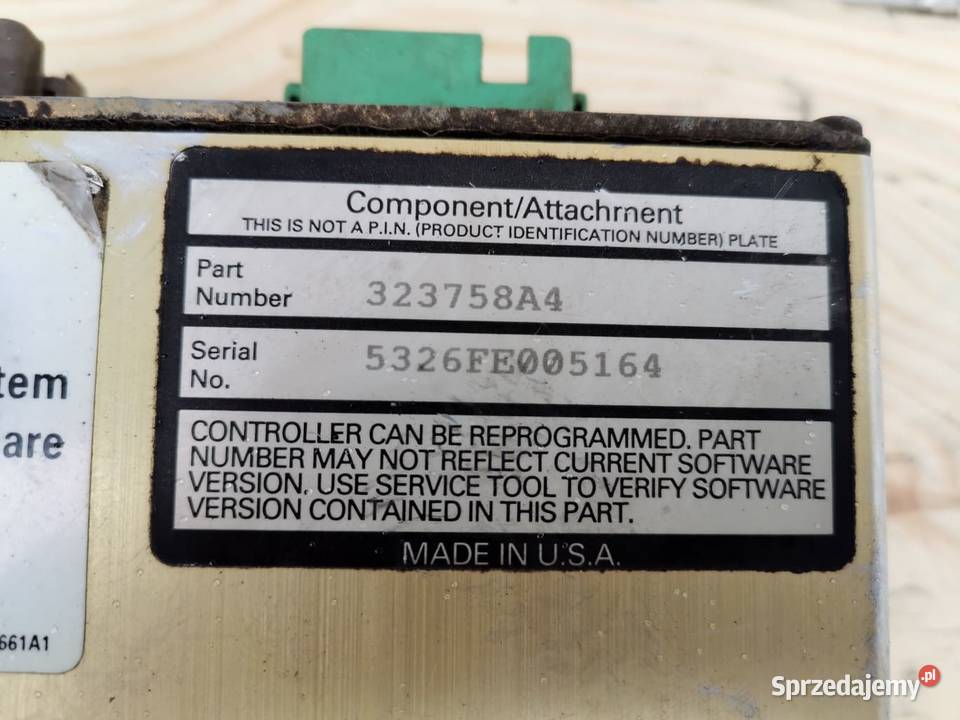 Component/Attachment
THIS IS NOT A P.I.N. (PRODUCT IDENTIFICATION NUMBER) PLATE
Part
Number 323758A4
Serial
No. 5326FE005164
CONTROLLER CAN BE REPROGRAMMED. PART
NUMBER MAY NOT REFLECT CURRENT SOFTWARE
VERSION. USE SERVICE TOOL TO VERIFY SOFTWARE
VERSION CONTAINED IN THIS PART.
MADE IN U.S.A.
tem
are
661A1
Sprzedajemy.pl